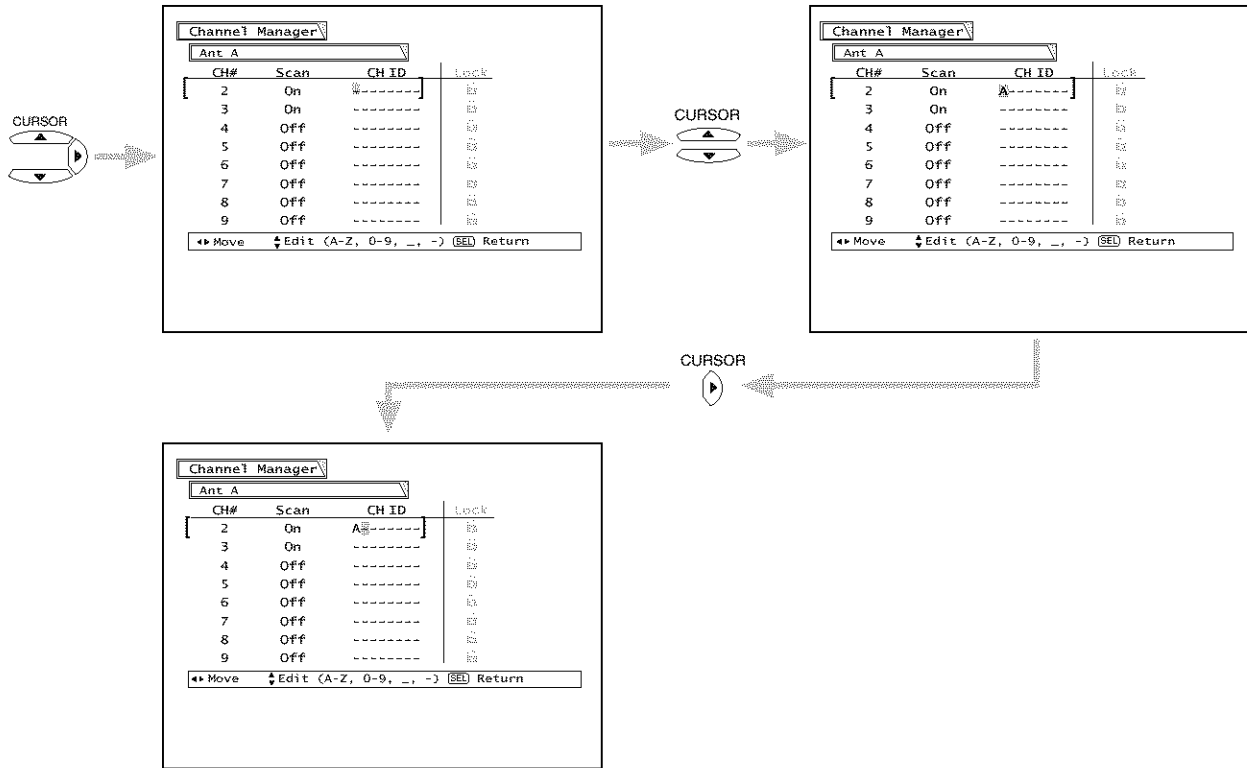 Channel Manager
Ant A
CH# Scan CH ID Lock
2 On --------
3 On --------
4 Off --------
5 Off --------
6 Off --------
7 Off --------
8 Off --------
9 Off --------
Move Edit (A-Z, 0-9, _, -) SEL Return
CURSOR
CURSOR
Channel Manager
Ant A
CH# Scan CH ID Lock
2 On A-------
3 On --------
4 Off --------
5 Off --------
6 Off --------
7 Off --------
8 Off --------
9 Off --------
Move Edit (A-Z, 0-9, _, -) SEL Return
CURSOR
Channel Manager
Ant A
CH# Scan CH ID Lock
2 On A-------
3 On --------
4 Off --------
5 Off --------
6 Off --------
7 Off --------
8 Off --------
9 Off --------
Move Edit (A-Z, 0-9, _, -) SEL Return